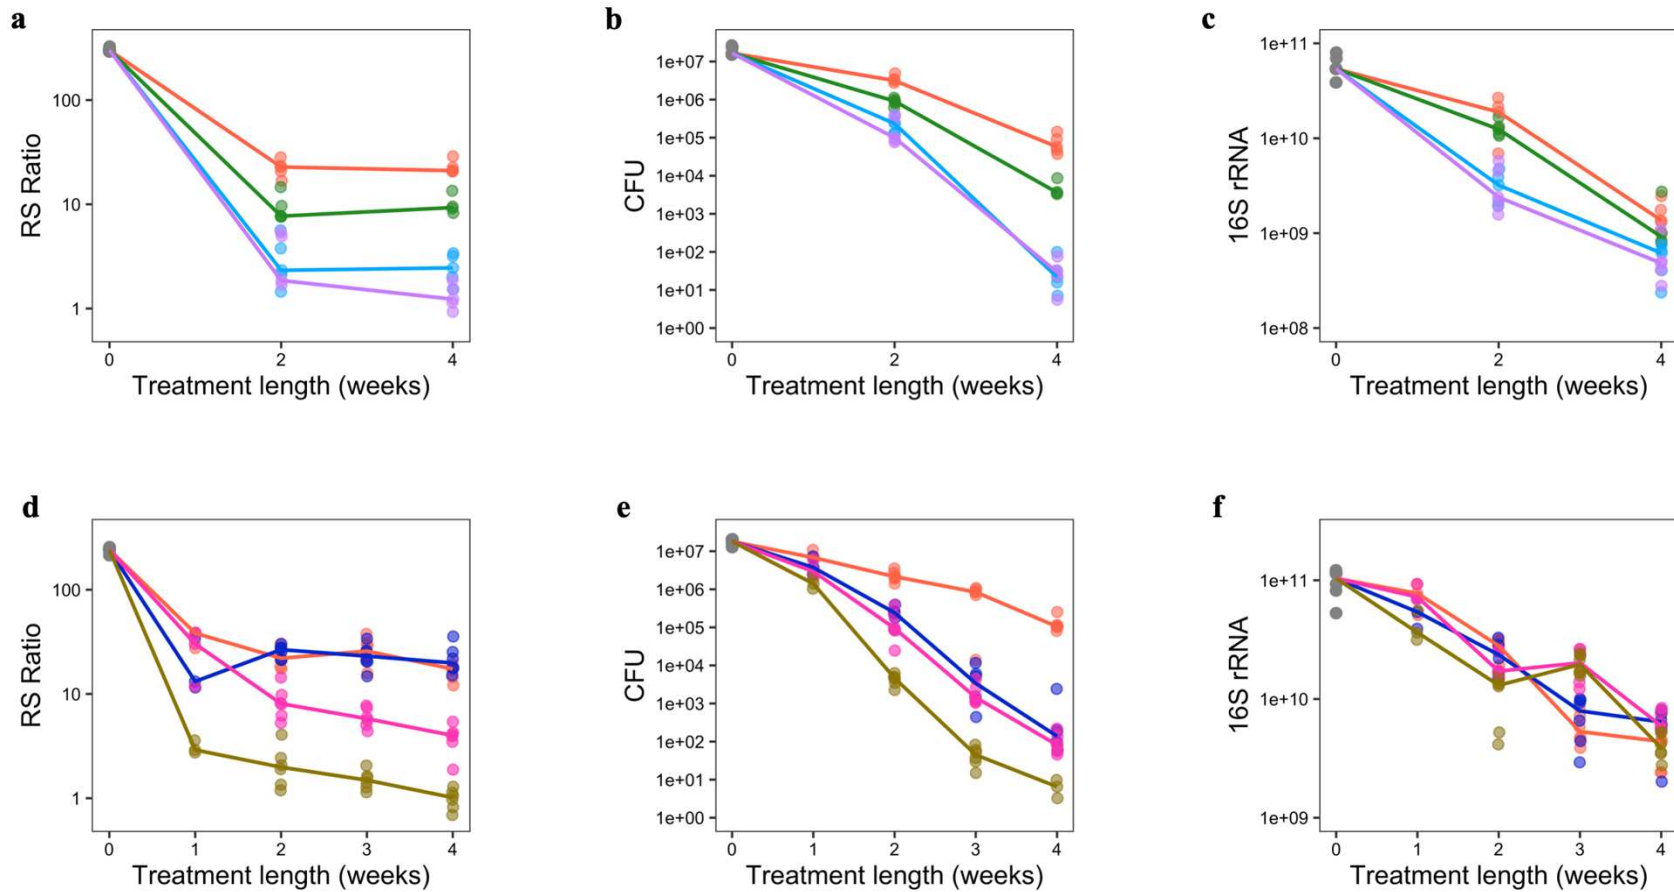 a
RS Ratio
100
10
1
0
2
4
Treatment length (weeks)
b
CFU
1e+07
1e+06
1e+05
1e+04
1e+03
1e+02
1e+01
1e+00
0
2
4
Treatment length (weeks)
c
16S rRNA
1e+11
1e+10
1e+09
1e+08
0
2
4
Treatment length (weeks)
d
RS Ratio
100
10
1
0
1
2
3
4
Treatment length (weeks)
e
CFU
1e+07
1e+06
1e+05
1e+04
1e+03
1e+02
1e+01
1e+00
0
1
2
3
4
Treatment length (weeks)
f
16S rRNA
1e+11
1e+10
1e+09
0
1
2
3
4
Treatment length (weeks)